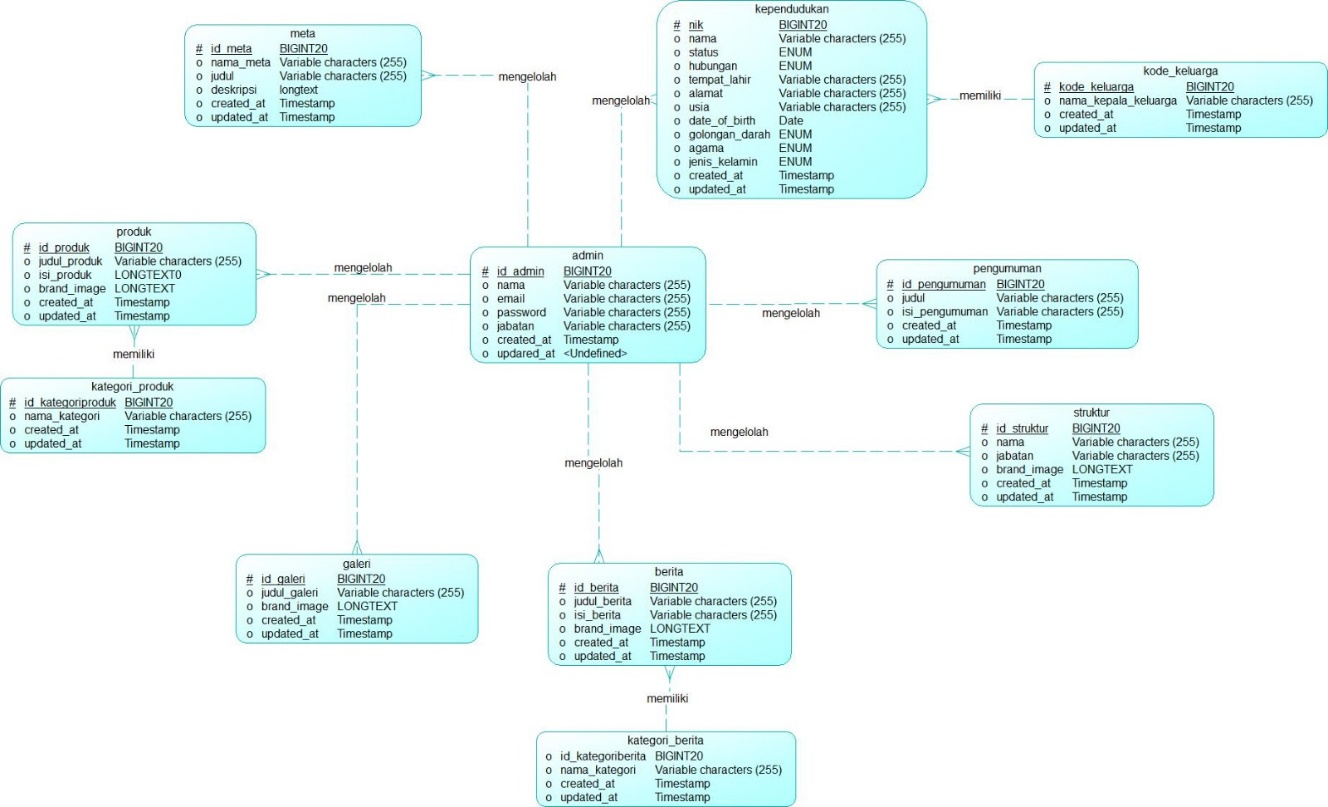 meta
# id_meta BIGINT20
o nama_meta Variable characters (255)
o judul Variable characters (255)
o deskripsi longtext
o created_at Timestamp
o updated_at Timestamp
mengelolah
kependudukan
# nik BIGINT20
o nama Variable characters (255)
o status ENUM
o hubungan ENUM
o tempat_lahir Variable characters (255)
o alamat Variable characters (255)
o usia Variable characters (255)
o date_of_birth Date
o golongan_darah ENUM
o agama ENUM
o jenis_kelamin ENUM
o created_at Timestamp
o updated_at Timestamp
mengelolah
memiliki
kode_keluarga
# kode_keluarga BIGINT20
o nama_kepala_keluarga Variable characters (255)
o created_at Timestamp
o updated_at Timestamp
produk
# id_produk BIGINT20
o judul_produk Variable characters (255)
o isi_produk LONGTEXT0
o brand_image LONGTEXT
o created_at Timestamp
o updated_at Timestamp
mengelolah
mengelolah
admin
# id_admin BIGINT20
o nama Variable characters (255)
o email Variable characters (255)
o password Variable characters (255)
o jabatan Variable characters (255)
o created_at Timestamp
o updared_at <Undefined>
mengelolah
pengumuman
# id_pengumuman BIGINT20
o judul Variable characters (255)
o isi_pengumuman Variable characters (255)
o created_at Timestamp
o updated_at Timestamp
memiliki
kategori_produk
# id_kategoriproduk BIGINT20
o nama_kategori Variable characters (255)
o created_at Timestamp
o updated_at Timestamp
mengelolah
struktur
# id_struktur BIGINT20
o nama Variable characters (255)
o jabatan Variable characters (255)
o brand_image LONGTEXT
o created_at Timestamp
o updated_at Timestamp
mengelolah
galeri
# id_galeri BIGINT20
o judul_galeri Variable characters (255)
o brand_image LONGTEXT
o created_at Timestamp
o updated_at Timestamp
berita
# id_berita BIGINT20
o judul_berita Variable characters (255)
o isi_berita Variable characters (255)
o brand_image LONGTEXT
o created_at Timestamp
o updated_at Timestamp
memiliki
kategori_berita
o id_kategoriberita BIGINT20
o nama_kategori Variable characters (255)
o created_at Timestamp
o updated_at Timestamp